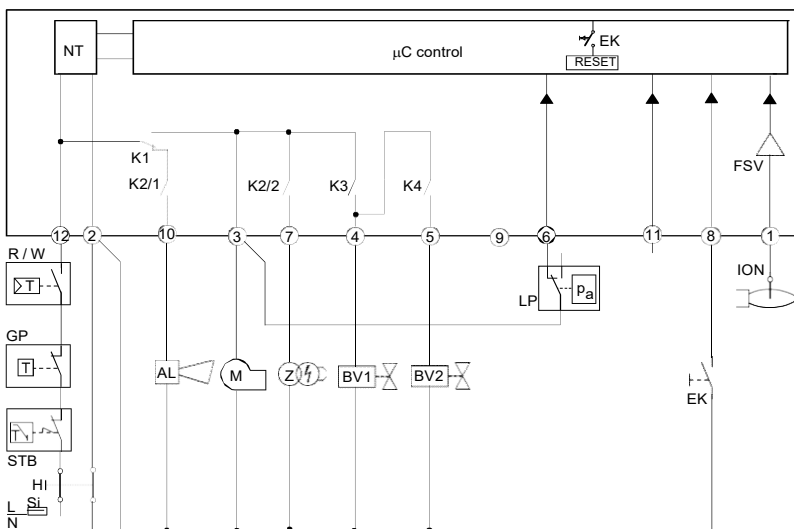 NT
µC control
EK
RESET
FSV
K1
K2/1
K2/2
K3
K4
12
2
10
3
7
4
5
9
6
11
8
1
R / W
T
GP
T
STB
T
HI
Si
L
N
AL
M
Z
BV1
BV2
LP
pa
ION
EK